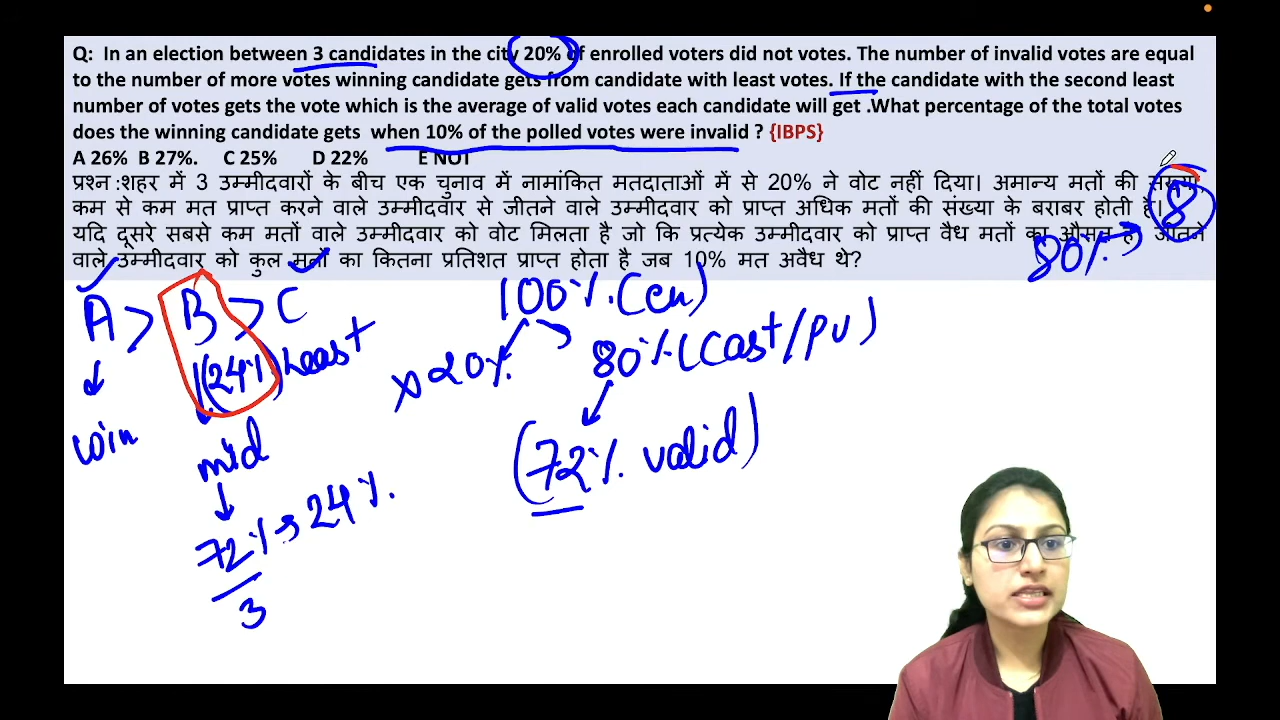 Q: In an election between 3 candidates in the city 20% of enrolled voters did not votes. The number of invalid votes are equal
to the number of more votes winning candidate gets from candidate with least votes. If the candidate with the second least
number of votes gets the vote which is the average of valid votes each candidate will get .What percentage of the total votes
does the winning candidate gets when 10% of the polled votes were invalid ? {IBPS}
A 26% B 27%. C 25% D 22% E NOT
प्रश्न :शहर में 3 उम्मीदवारों के बीच एक चुनाव में नामांकित मतदाताओं में से 20% ने वोट नहीं दिया। अमान्य मतों की संख्या
कम से कम मत प्राप्त करने वाले उम्मीदवार से जीतने वाले उम्मीदवार को प्राप्त अधिक मतों की संख्या के बराबर होती है।
यदि दूसरे सबसे कम मतों वाले उम्मीदवार को वोट मिलता है जो कि प्रत्येक उम्मीदवार को प्राप्त वैध मतों का औसत है जीतने
वाले उम्मीदवार को कुल मतों का कितना प्रतिशत प्राप्त होता है जब 10% मत अवैध थे?
80% → 8
A > B > C
100% (en)
(24%) Least
x 20%
80% (Cast/PV)
win
mid
(72% valid)
72% → 24%
3